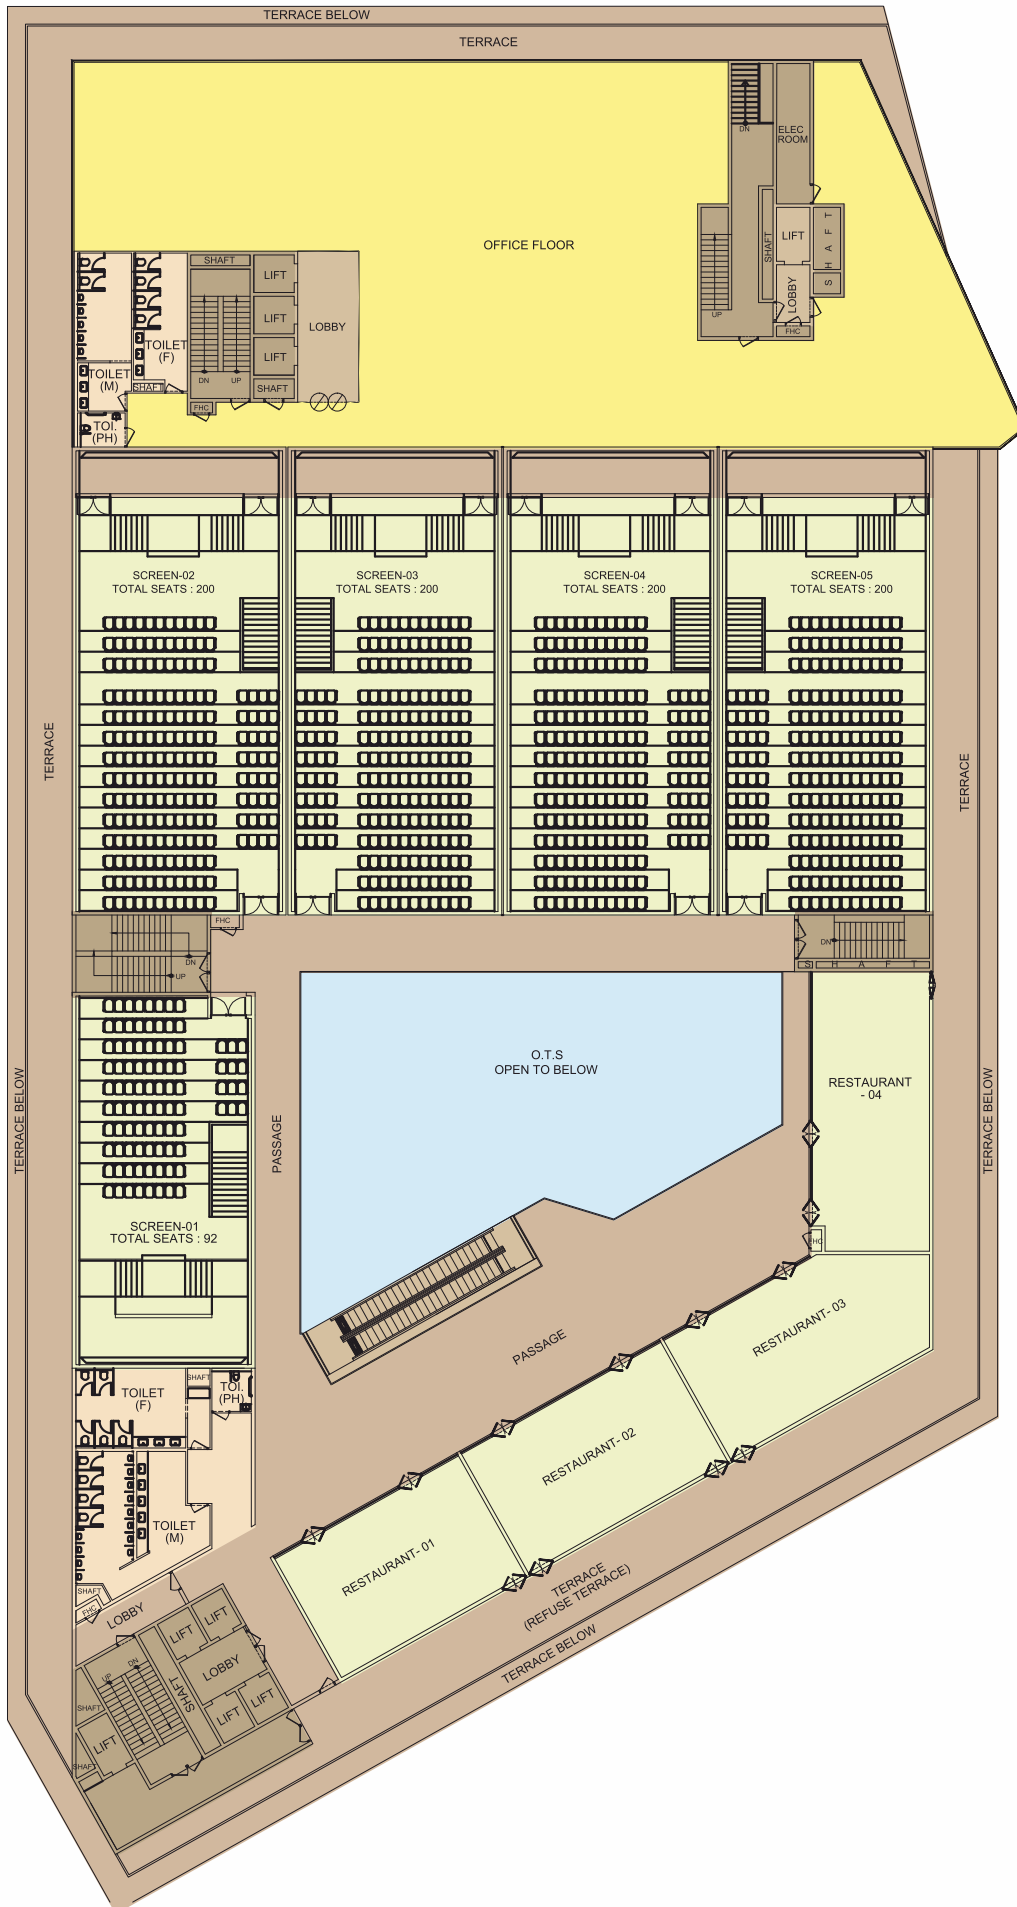 TERRACE BELOW
TERRACE
DN
ELEC
ROOM
OFFICE FLOOR
SHAFT
LIFT
SHAFT
LOBBY
UP
FHC
SHAFT
LIFT
LIFT
LIFT
LOBBY
TOILET
(F)
TOILET
(M)
SHAFT
DN
UP
SHAFT
FHC
TOI.
(PH)
SCREEN-02
TOTAL SEATS : 200
SCREEN-03
TOTAL SEATS : 200
SCREEN-04
TOTAL SEATS : 200
SCREEN-05
TOTAL SEATS : 200
TERRACE
TERRACE
FHC
DN
UP
DN
S H A F T
O.T.S
OPEN TO BELOW
RESTAURANT
- 04
TERRACE BELOW
PASSAGE
TERRACE BELOW
SCREEN-01
TOTAL SEATS : 92
FHC
PASSAGE
RESTAURANT- 03
SHAFT
TOILET
(F)
TOI.
(PH)
RESTAURANT- 02
TOILET
(M)
RESTAURANT- 01
TERRACE
(REFUSE TERRACE)
TERRACE BELOW
SHAFT
FHC
LOBBY
LIFT
LIFT
UP
DN
SHAFT
LOBBY
LIFT
LIFT
SHAFT
LIFT
SHAFT